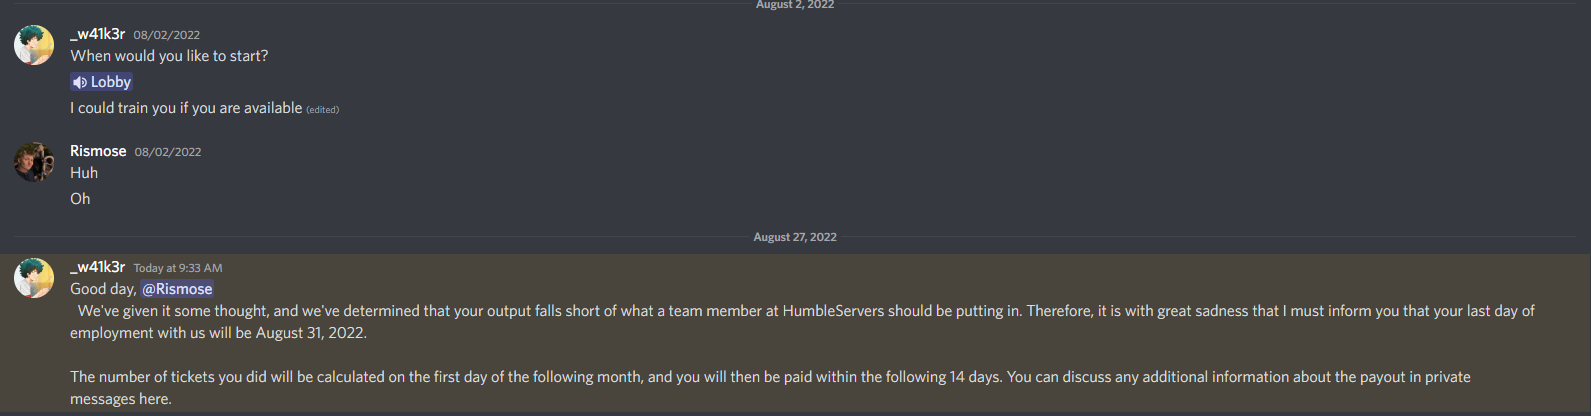 August 2, 2022
_w41k3r 08/02/2022
When would you like to start?
Lobby
I could train you if you are available (edited)
Rismose 08/02/2022
Huh
Oh
August 27, 2022
_w41k3r Today at 9:33 AM
Good day, @Rismose
We've given it some thought, and we've determined that your output falls short of what a team member at HumbleServers should be putting in. Therefore, it is with great sadness that I must inform you that your last day of
employment with us will be August 31, 2022.
The number of tickets you did will be calculated on the first day of the following month, and you will then be paid within the following 14 days. You can discuss any additional information about the payout in private
messages here.